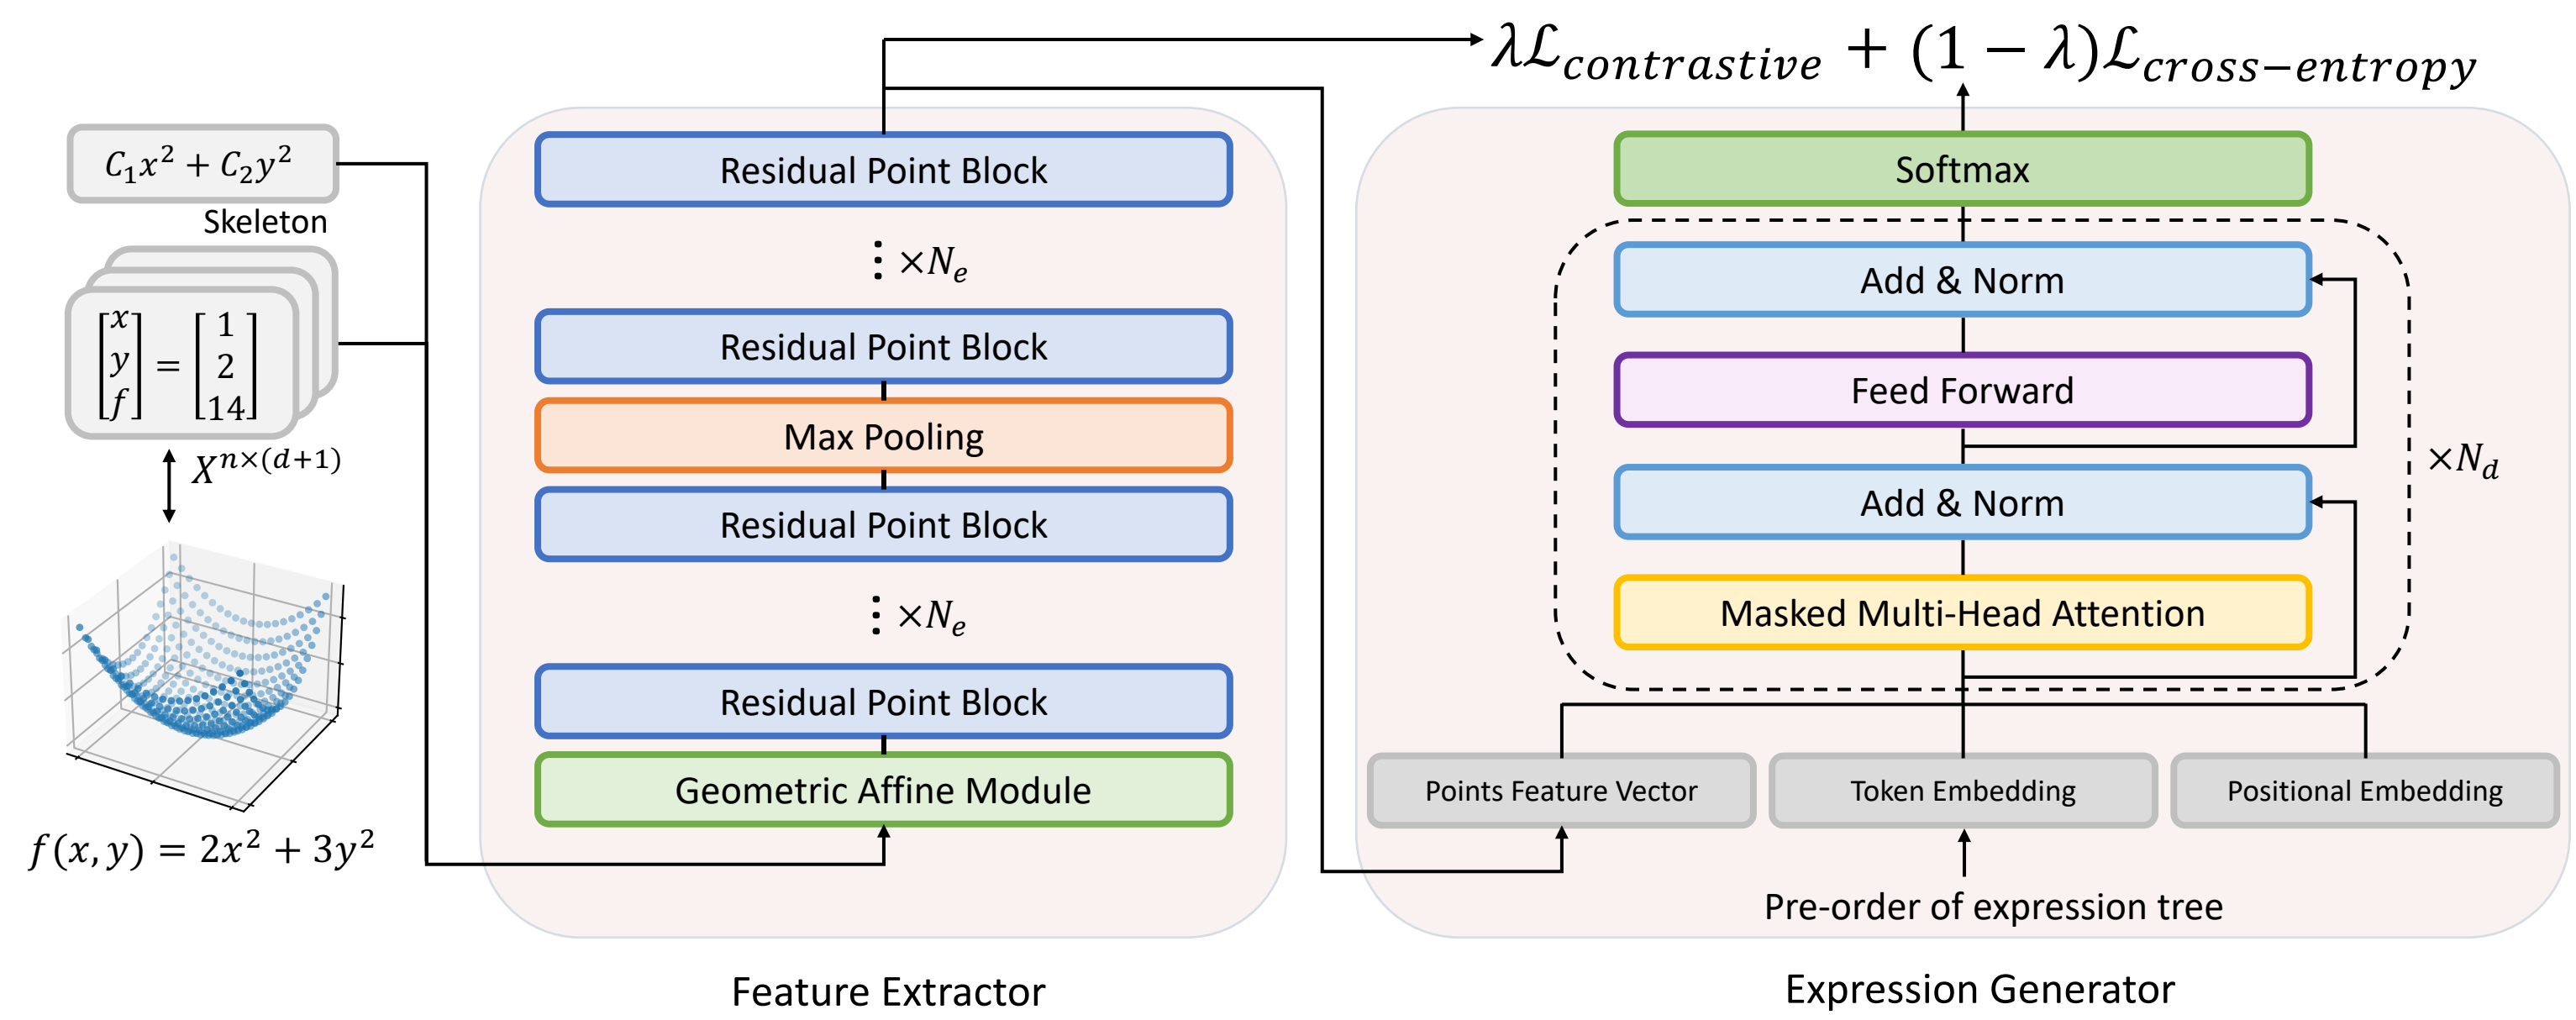 λℒ_contrastive + (1 − λ)ℒ_cross−entropy
C₁x² + C₂y²
Skeleton
[x y f] = [1 2 14]
X^{n×(d+1)}
f(x, y) = 2x² + 3y²
Residual Point Block
⋮ ×Nₑ
Residual Point Block
Max Pooling
Residual Point Block
⋮ ×Nₑ
Residual Point Block
Geometric Affine Module
Feature Extractor
Softmax
Add & Norm
Feed Forward
Add & Norm
Masked Multi-Head Attention
×N_d
Points Feature Vector
Token Embedding
Positional Embedding
Pre-order of expression tree
Expression Generator